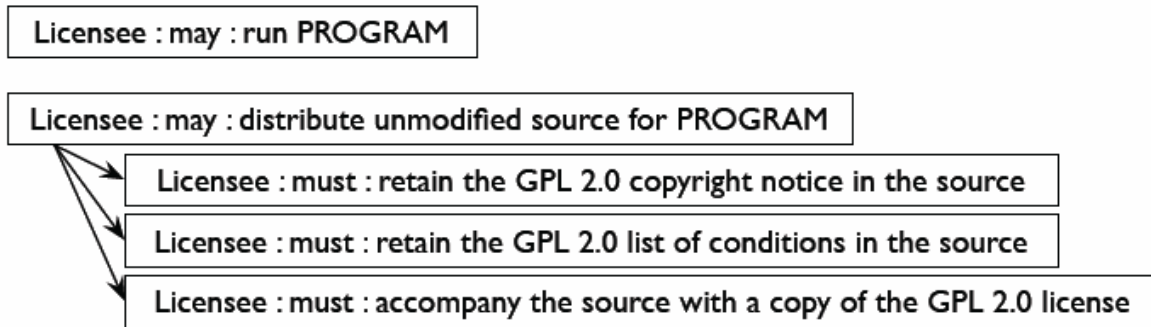 Licensee : may : run PROGRAM
Licensee : may : distribute unmodified source for PROGRAM
Licensee : must : retain the GPL 2.0 copyright notice in the source
Licensee : must : retain the GPL 2.0 list of conditions in the source
Licensee : must : accompany the source with a copy of the GPL 2.0 license